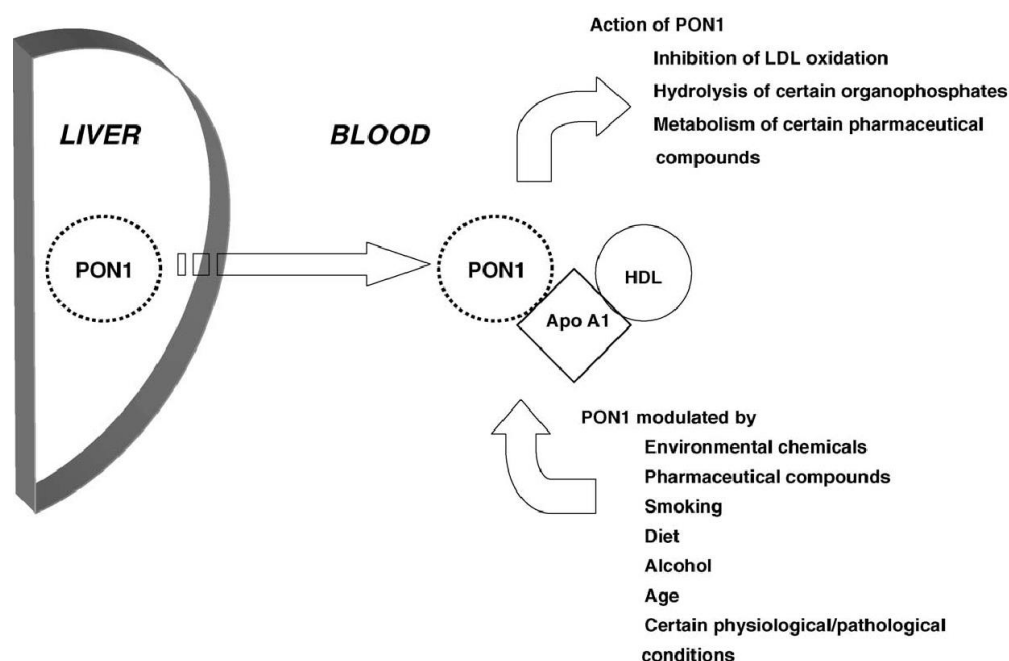 Action of PON1
Inhibition of LDL oxidation
Hydrolysis of certain organophosphates
Metabolism of certain pharmaceutical
compounds
LIVER
BLOOD
PON1
PON1
HDL
Apo A1
PON1 modulated by
Environmental chemicals
Pharmaceutical compounds
Smoking
Diet
Alcohol
Age
Certain physiological/pathological
conditions